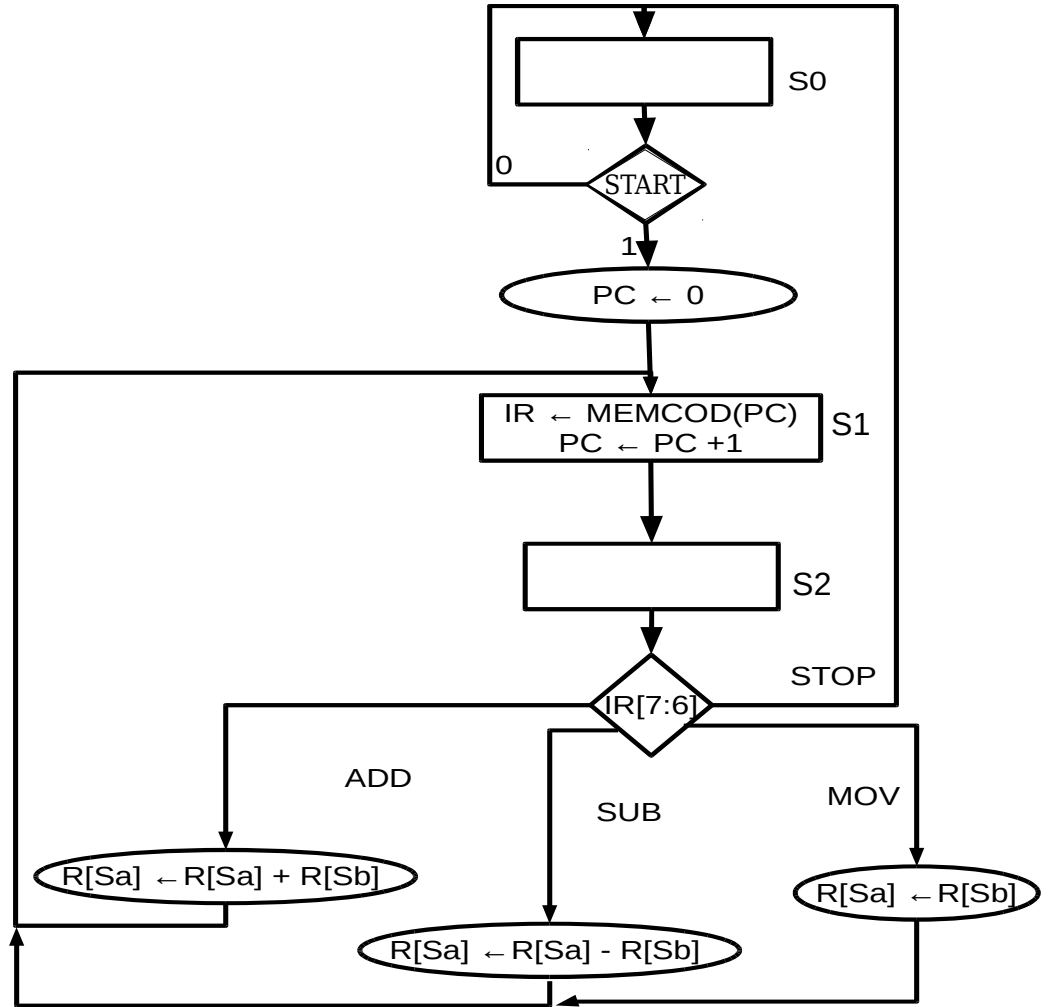 S0
0
START
1
PC ← 0
IR ← MEMCOD(PC)
PC ← PC +1
S1
S2
STOP
IR[7:6]
ADD
SUB
MOV
R[Sa] ←R[Sa] + R[Sb]
R[Sa] ←R[Sb]
R[Sa] ←R[Sa] - R[Sb]